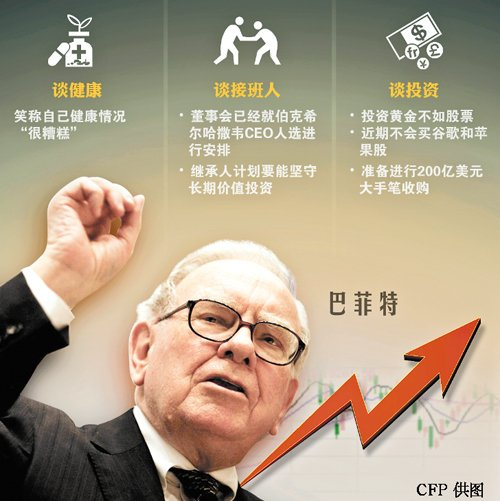 谈健康
笑称自己健康情况
“很糟糕”
谈接班人
· 董事会已经就伯克希
尔哈撒韦CEO人选进
行安排
· 继承人计划要能坚守
长期价值投资
谈投资
· 投资黄金不如股票
· 近期不会买谷歌和苹
果股
· 准备进行200亿美元
大手笔收购
巴菲特
CFP 供图